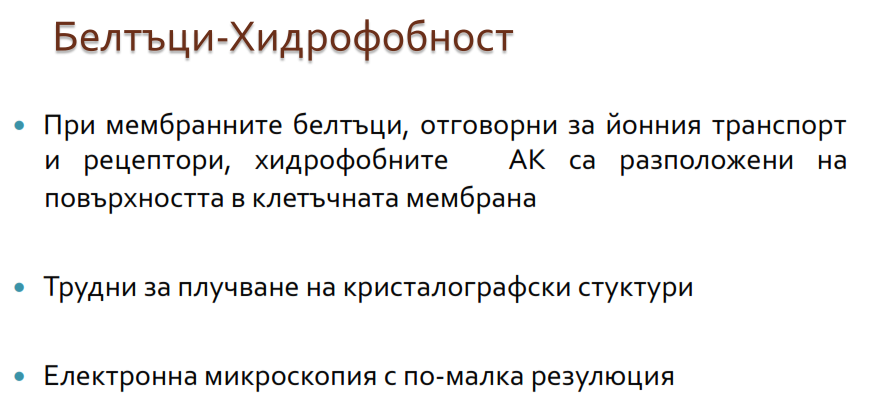 Белтъци-Хидрофобност
• При мембранните белтъци, отговорни за йонния транспорт
и рецептори, хидрофобните АК са разположени на
повърхността в клетъчната мембрана
• Трудни за плучване на кристалографски стуктури
• Електронна микроскопия с по-малка резулюция